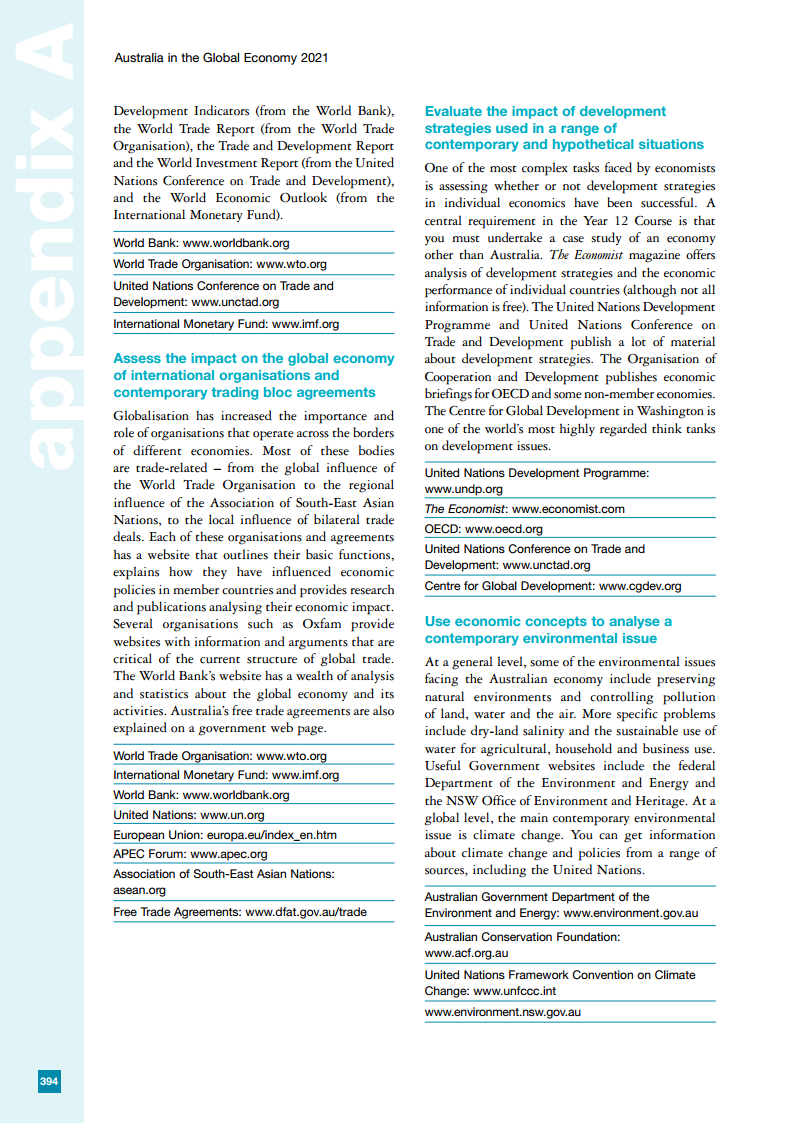 appendix A
Australia in the Global Economy 2021
Development Indicators (from the World Bank),
the World Trade Report (from the World Trade
Organisation), the Trade and Development Report
and the World Investment Report (from the United
Nations Conference on Trade and Development),
and the World Economic Outlook (from the
International Monetary Fund).
World Bank: www.worldbank.org
World Trade Organisation: www.wto.org
United Nations Conference on Trade and
Development: www.unctad.org
International Monetary Fund: www.imf.org
Assess the impact on the global economy
of international organisations and
contemporary trading bloc agreements
Globalisation has increased the importance and
role of organisations that operate across the borders
of different economies. Most of these bodies
are trade-related – from the global influence of
the World Trade Organisation to the regional
influence of the Association of South-East Asian
Nations, to the local influence of bilateral trade
deals. Each of these organisations and agreements
has a website that outlines their basic functions,
explains how they have influenced economic
policies in member countries and provides research
and publications analysing their economic impact.
Several organisations such as Oxfam provide
websites with information and arguments that are
critical of the current structure of global trade.
The World Bank's website has a wealth of analysis
and statistics about the global economy and its
activities. Australia's free trade agreements are also
explained on a government web page.
World Trade Organisation: www.wto.org
International Monetary Fund: www.imf.org
World Bank: www.worldbank.org
United Nations: www.un.org
European Union: europa.eu/index_en.htm
APEC Forum: www.apec.org
Association of South-East Asian Nations:
asean.org
Free Trade Agreements: www.dfat.gov.au/trade
Evaluate the impact of development
strategies used in a range of
contemporary and hypothetical situations
One of the most complex tasks faced by economists
is assessing whether or not development strategies
in individual economics have been successful. A
central requirement in the Year 12 Course is that
you must undertake a case study of an economy
other than Australia. The Economist magazine offers
analysis of development strategies and the economic
performance of individual countries (although not all
information is free). The United Nations Development
Programme and United Nations Conference on
Trade and Development publish a lot of material
about development strategies. The Organisation of
Cooperation and Development publishes economic
briefings for OECD and some non-member economies.
The Centre for Global Development in Washington is
one of the world's most highly regarded think tanks
on development issues.
United Nations Development Programme:
www.undp.org
The Economist: www.economist.com
OECD: www.oecd.org
United Nations Conference on Trade and
Development: www.unctad.org
Centre for Global Development: www.cgdev.org
Use economic concepts to analyse a
contemporary environmental issue
At a general level, some of the environmental issues
facing the Australian economy include preserving
natural environments and controlling pollution
of land, water and the air. More specific problems
include dry-land salinity and the sustainable use of
water for agricultural, household and business use.
Useful Government websites include the federal
Department of the Environment and Energy and
the NSW Office of Environment and Heritage. At a
global level, the main contemporary environmental
issue is climate change. You can get information
about climate change and policies from a range of
sources, including the United Nations.
Australian Government Department of the
Environment and Energy: www.environment.gov.au
Australian Conservation Foundation:
www.acf.org.au
United Nations Framework Convention on Climate
Change: www.unfccc.int
www.environment.nsw.gov.au
394